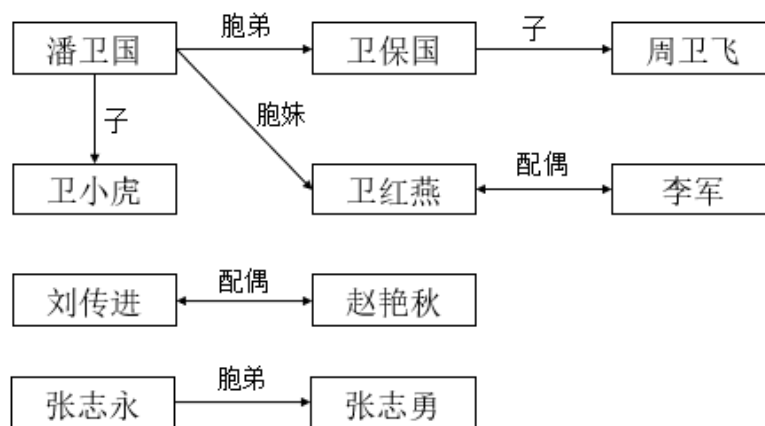 潘卫国 胞弟 卫保国 子 周卫飞
子 胞妹
卫小虎 卫红燕 配偶 李军
刘传进 配偶 赵艳秋
张志永 胞弟 张志勇